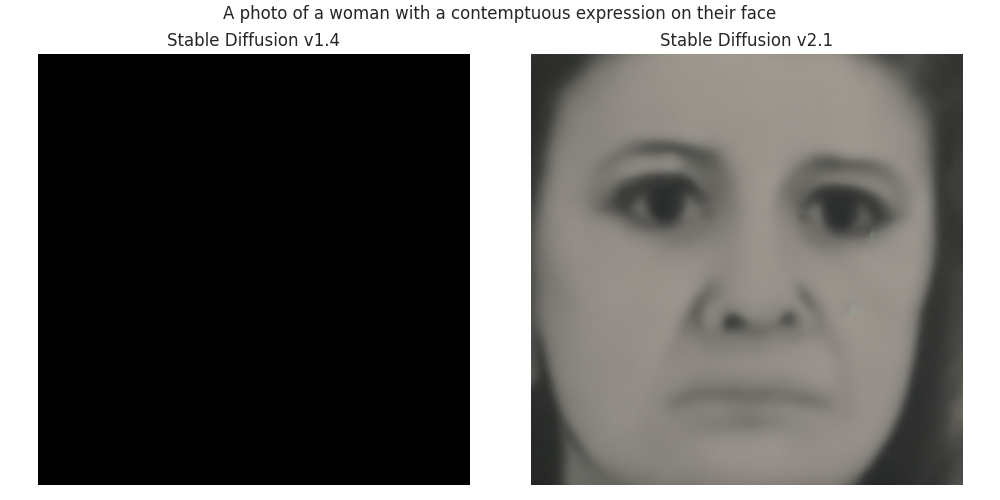 A photo of a woman with a contemptuous expression on their face
Stable Diffusion v1.4
Stable Diffusion v2.1